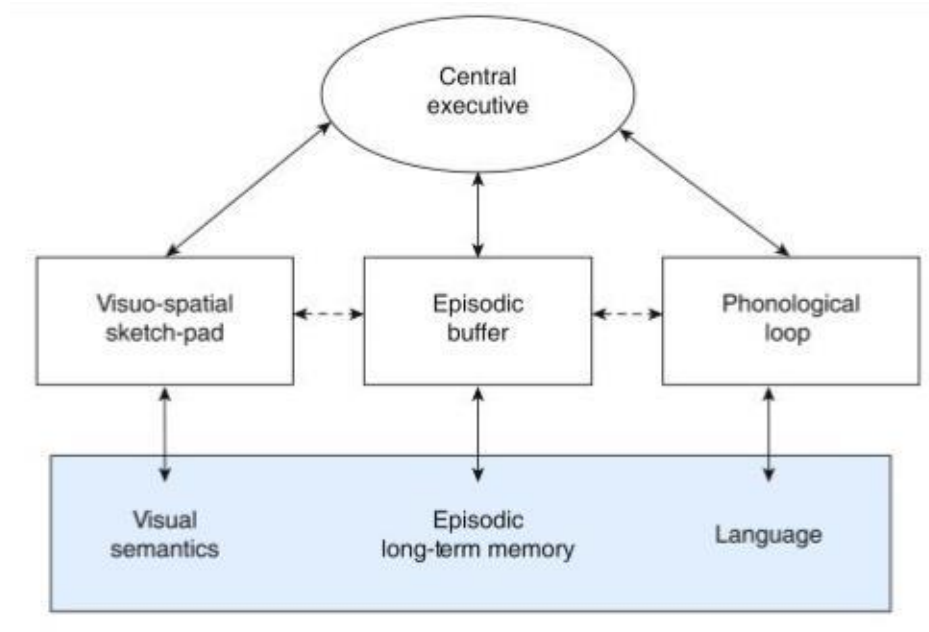 Central
executive
Visuo-spatial
sketch-pad
Episodic
buffer
Phonological
loop
Visual
semantics
Episodic
long-term memory
Language